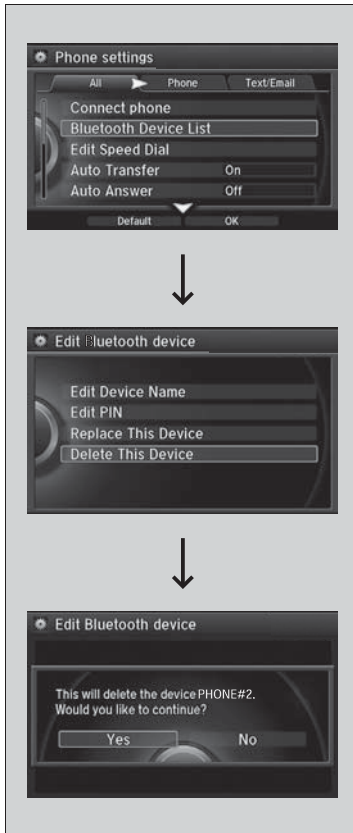 Phone settings
All Phone Text/Email
Connect phone
Bluetooth Device List
Edit Speed Dial
Auto Transfer On
Auto Answer Off
Default OK
Edit Bluetooth device
Edit Device Name
Edit PIN
Replace This Device
Delete This Device
Edit Bluetooth device
This will delete the device PHONE#2.
Would you like to continue?
Yes No